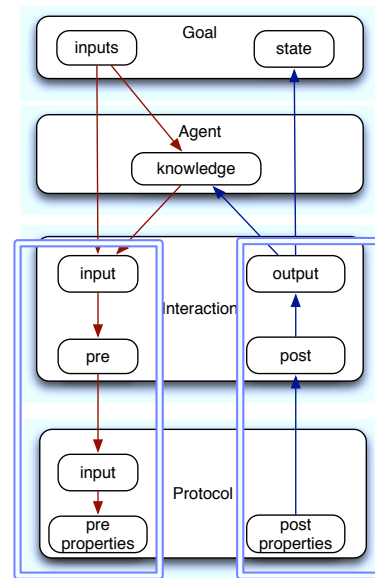 Goal
inputs
state
Agent
knowledge
input
output
Interaction
pre
post
input
Protocol
pre
properties
post
properties